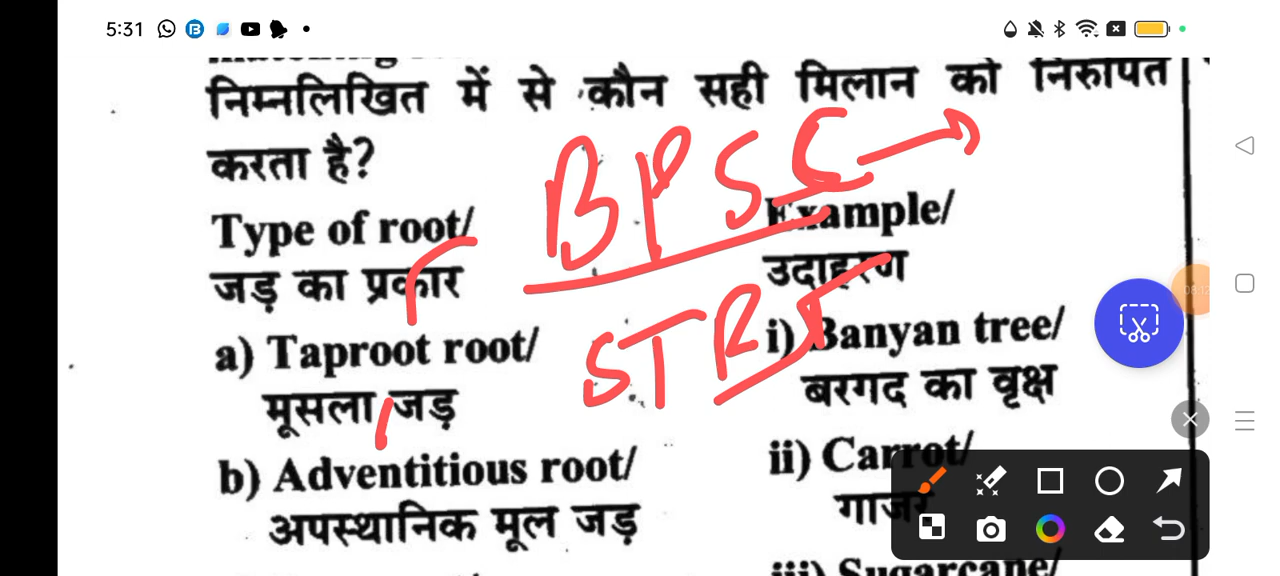 5:31
निम्नलिखित में से कौन सही मिलान को निरुपित
करता है?
BPSC
Type of root/
Example/
जड़ का प्रकार
उदाहरण
STR
a) Taproot root/
i) Banyan tree/
मूसला जड़
बरगद का वृक्ष
b) Adventitious root/
ii) Carrot/
अपस्थानिक मूल जड़
गाजर
iii) Sugarcane/